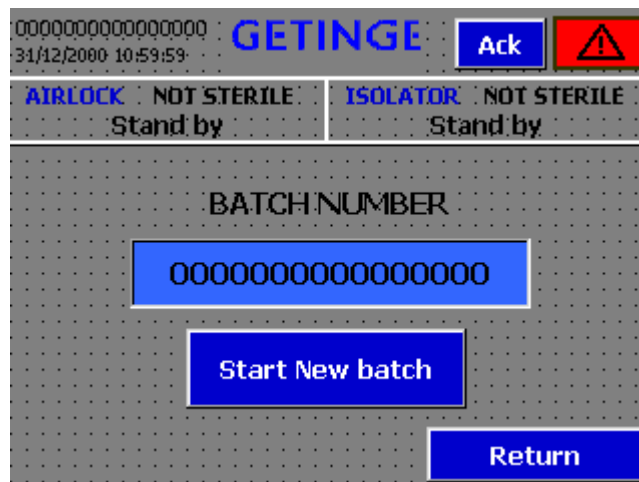 0000000000000000
GETINGE
Ack
31/12/2000 10:59:59
AIRLOCK NOT STERILE
Stand by
ISOLATOR NOT STERILE
Stand by
BATCH NUMBER
0000000000000000
Start New batch
Return